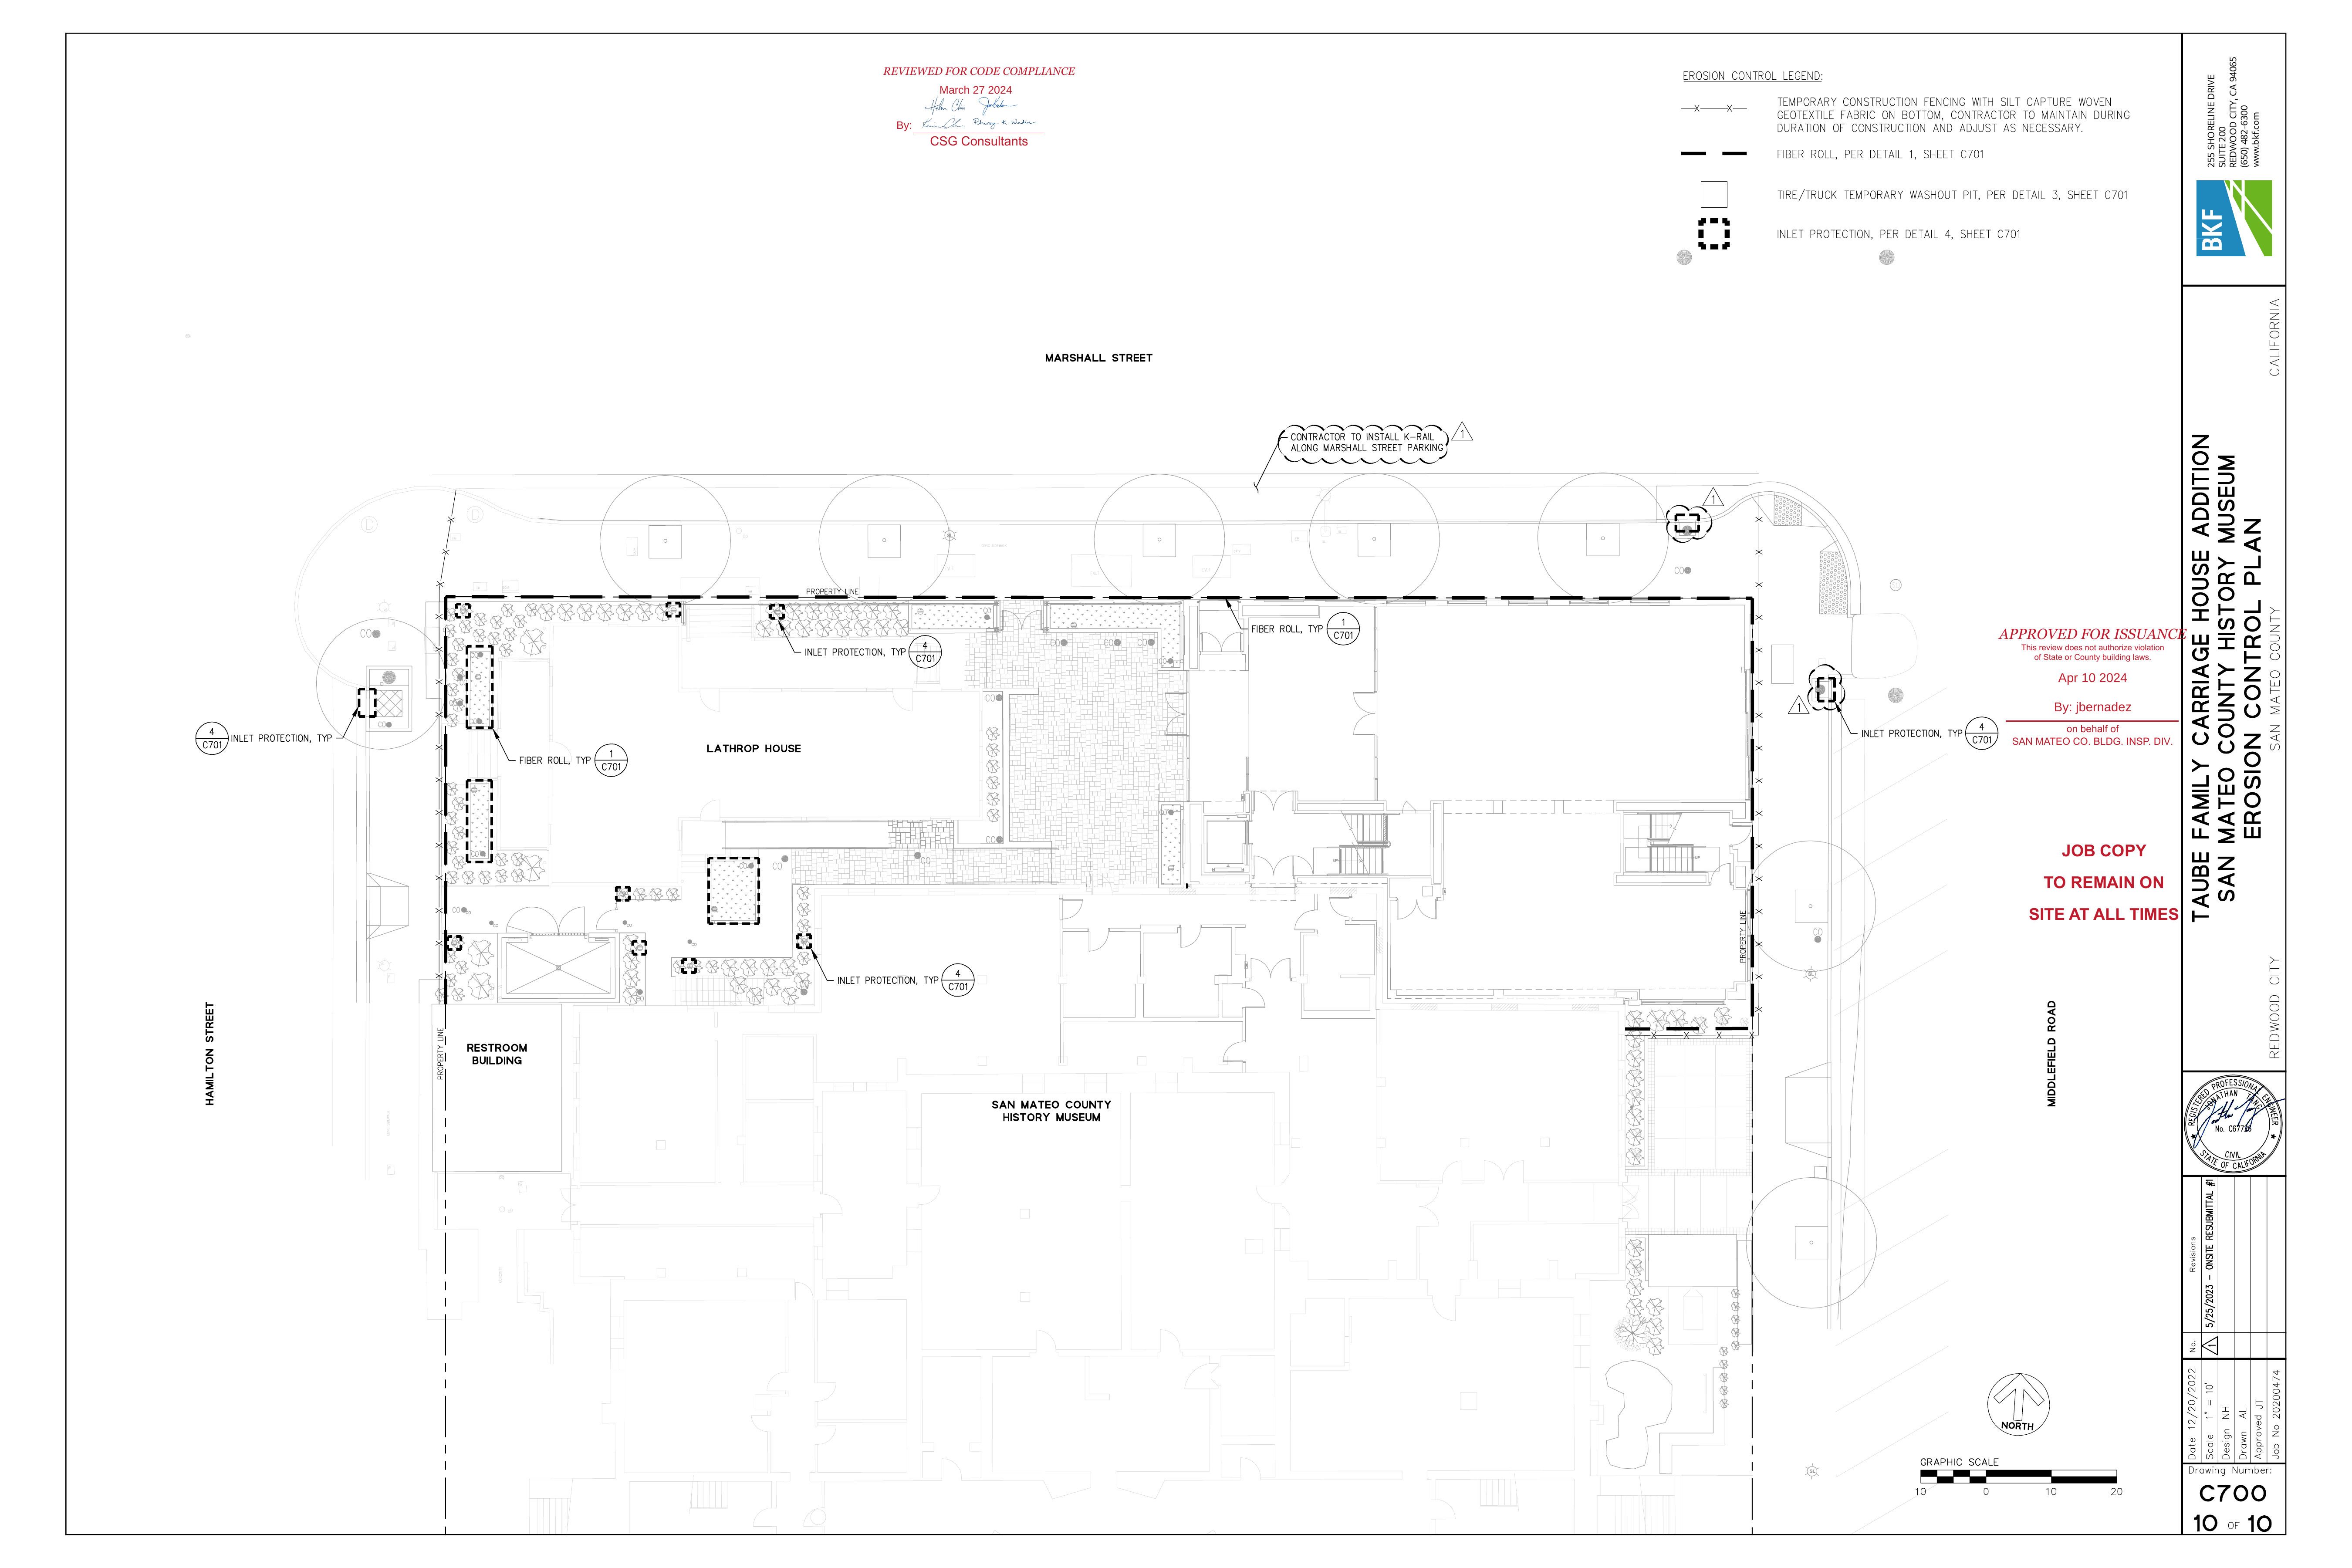 REVIEWED FOR CODE COMPLIANCE
March 27 2024
By:
CSG Consultants
EROSION CONTROL LEGEND:
TEMPORARY CONSTRUCTION FENCING WITH SILT CAPTURE WOVEN
GEOTEXTILE FABRIC ON BOTTOM, CONTRACTOR TO MAINTAIN DURING
DURATION OF CONSTRUCTION AND ADJUST AS NECESSARY.
FIBER ROLL, PER DETAIL 1, SHEET C701
TIRE/TRUCK TEMPORARY WASHOUT PIT, PER DETAIL 3, SHEET C701
INLET PROTECTION, PER DETAIL 4, SHEET C701
MARSHALL STREET
CONTRACTOR TO INSTALL K-RAIL
ALONG MARSHALL STREET PARKING
1
1
PROPERTY LINE
FIBER ROLL, TYP
1
C701
INLET PROTECTION, TYP
4
C701
4
C701
INLET PROTECTION, TYP
FIBER ROLL, TYP
1
C701
LATHROP HOUSE
1
INLET PROTECTION, TYP
4
C701
INLET PROTECTION, TYP
4
C701
PROPERTY LINE
PROPERTY LINE
HAMILTON STREET
RESTROOM
BUILDING
SAN MATEO COUNTY
HISTORY MUSEUM
MIDDLEFIELD ROAD
APPROVED FOR ISSUANCE
This review does not authorize violation
of State or County building laws.
Apr 10 2024
By: jbernadez
on behalf of
SAN MATEO CO. BLDG. INSP. DIV.
JOB COPY
TO REMAIN ON
SITE AT ALL TIMES
NORTH
GRAPHIC SCALE
10 0 10 20
255 SHORELINE DRIVE
SUITE 200
REDWOOD CITY, CA 94065
(650) 482-6300
www.bkf.com
BKF
TAUBE FAMILY CARRIAGE HOUSE ADDITION
SAN MATEO COUNTY HISTORY MUSEUM
EROSION CONTROL PLAN
REDWOOD CITY SAN MATEO COUNTY CALIFORNIA
REGISTERED PROFESSIONAL ENGINEER
JONATHAN TANG
CIVIL
STATE OF CALIFORNIA
No. Revisions
1 5/25/2023 - ONSITE RESUBMITTAL #1
Date 12/20/2022
Scale 1" = 10'
Design NH
Drawn AL
Approved JT
Job No 20200474
Drawing Number:
C700
10 OF 10